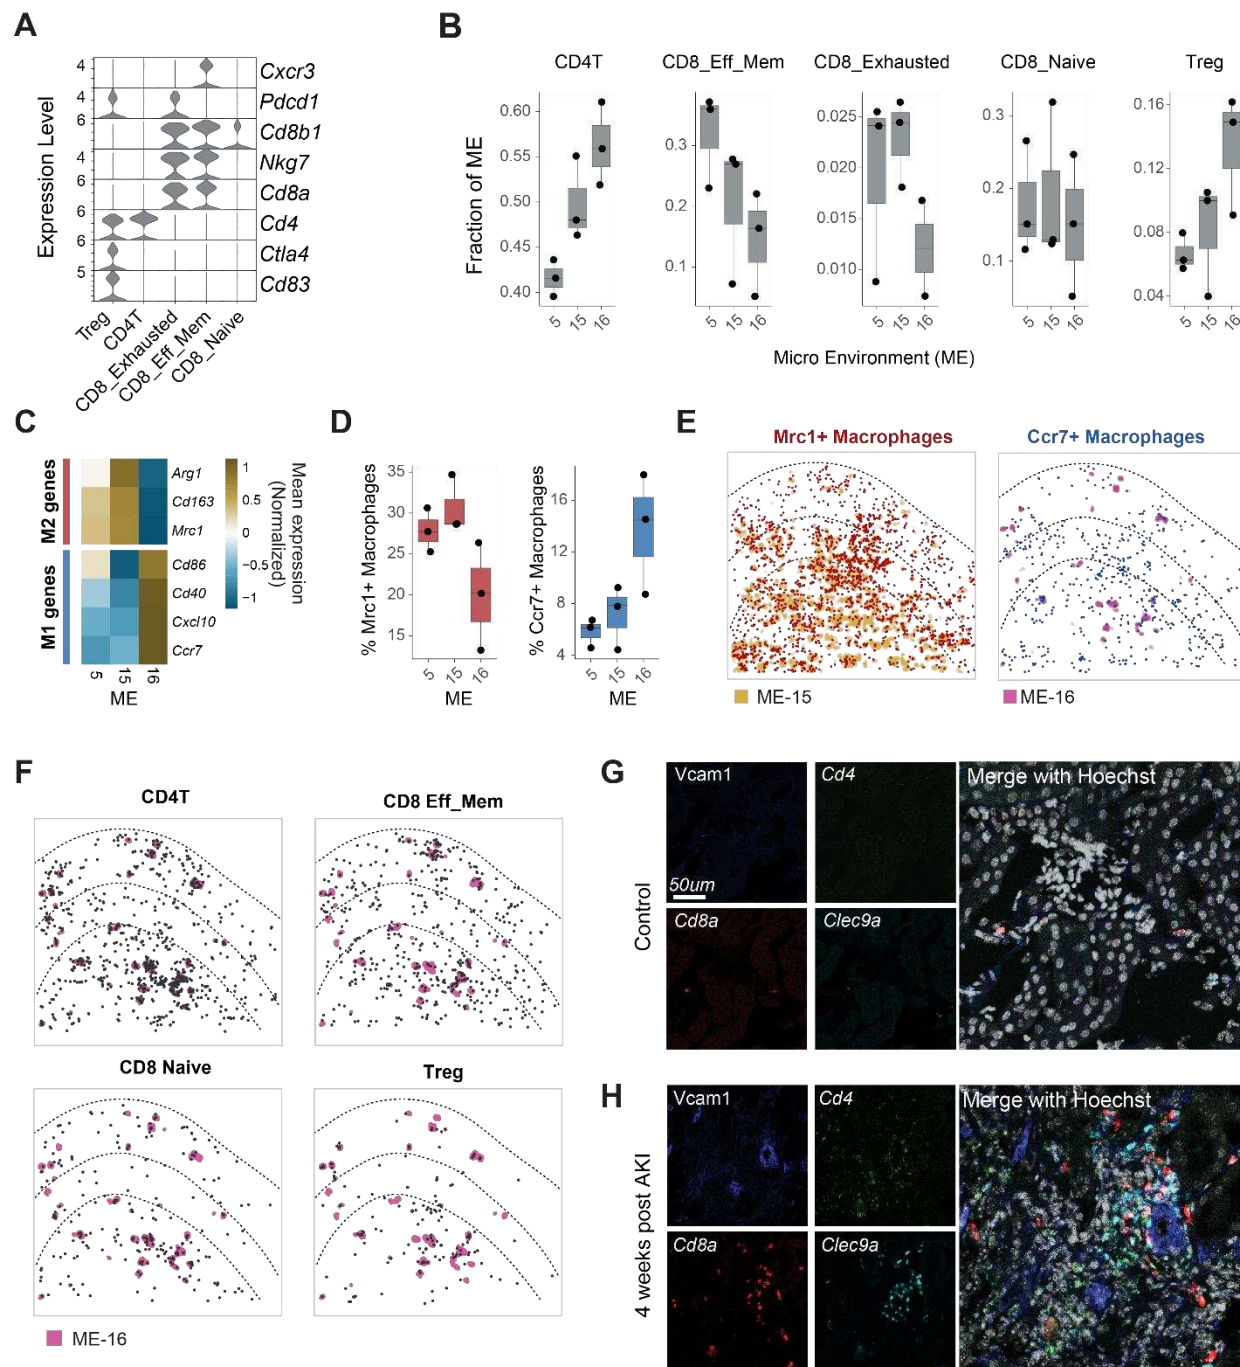 A
Expression Level
4
Cxcr3
4
Pdcd1
6
Cd8b1
4
Nkg7
6
Cd8a
6
Cd4
6
Ctla4
5
Cd83
Treg
CD4T
CD8_Exhausted
CD8_Eff_Mem
CD8_Naive
B
Fraction of ME
CD4T
0.60
0.55
0.50
0.45
0.40
5 15 16
CD8_Eff_Mem
0.3
0.2
0.1
5 15 16
CD8_Exhausted
0.025
0.020
0.015
0.010
5 15 16
CD8_Naive
0.3
0.2
0.1
5 15 16
Treg
0.16
0.12
0.08
0.04
5 15 16
Micro Environment (ME)
C
M2 genes
M1 genes
Arg1
Cd163
Mrc1
Cd86
Cd40
Cxcl10
Ccr7
5 15 16
ME
1
0.5
0
−0.5
−1
Mean expression
(Normalized)
D
% Mrc1+ Macrophages
35
30
25
20
15
5 15 16
ME
% Ccr7+ Macrophages
16
12
8
4
5 15 16
ME
E
Mrc1+ Macrophages
Ccr7+ Macrophages
ME-15
ME-16
F
CD4T
CD8 Eff_Mem
CD8 Naive
Treg
ME-16
G
Control
Vcam1
50um
Cd4
Cd8a
Clec9a
Merge with Hoechst
H
4 weeks post AKI
Vcam1
Cd4
Cd8a
Clec9a
Merge with Hoechst